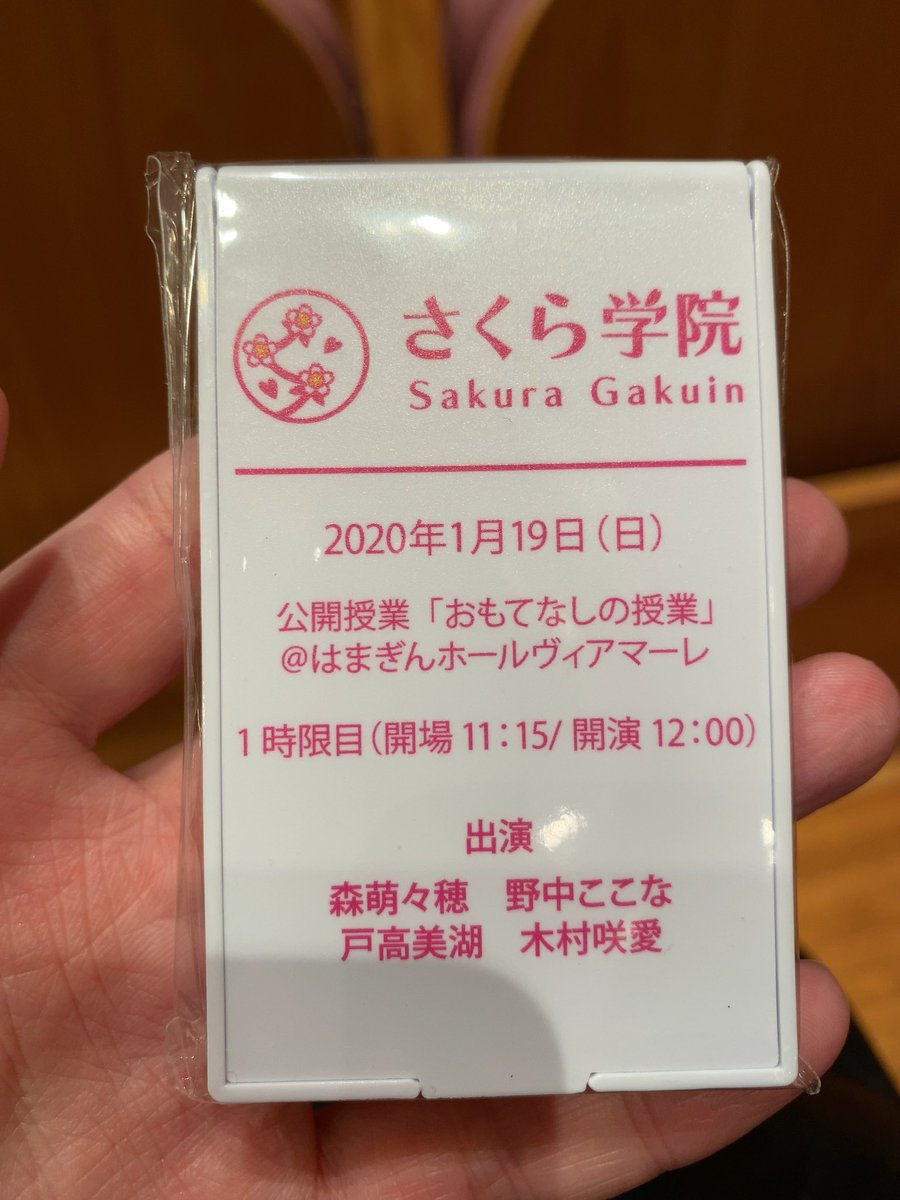 さくら学院
Sakura Gakuin
2020年1月19日（日）
公開授業「おもてなしの授業」
@はまぎんホールヴィアマーレ
1時限目（開場 11：15/ 開演 12：00）
出演
森萌々穂　野中ここな
戸高美湖　木村咲愛